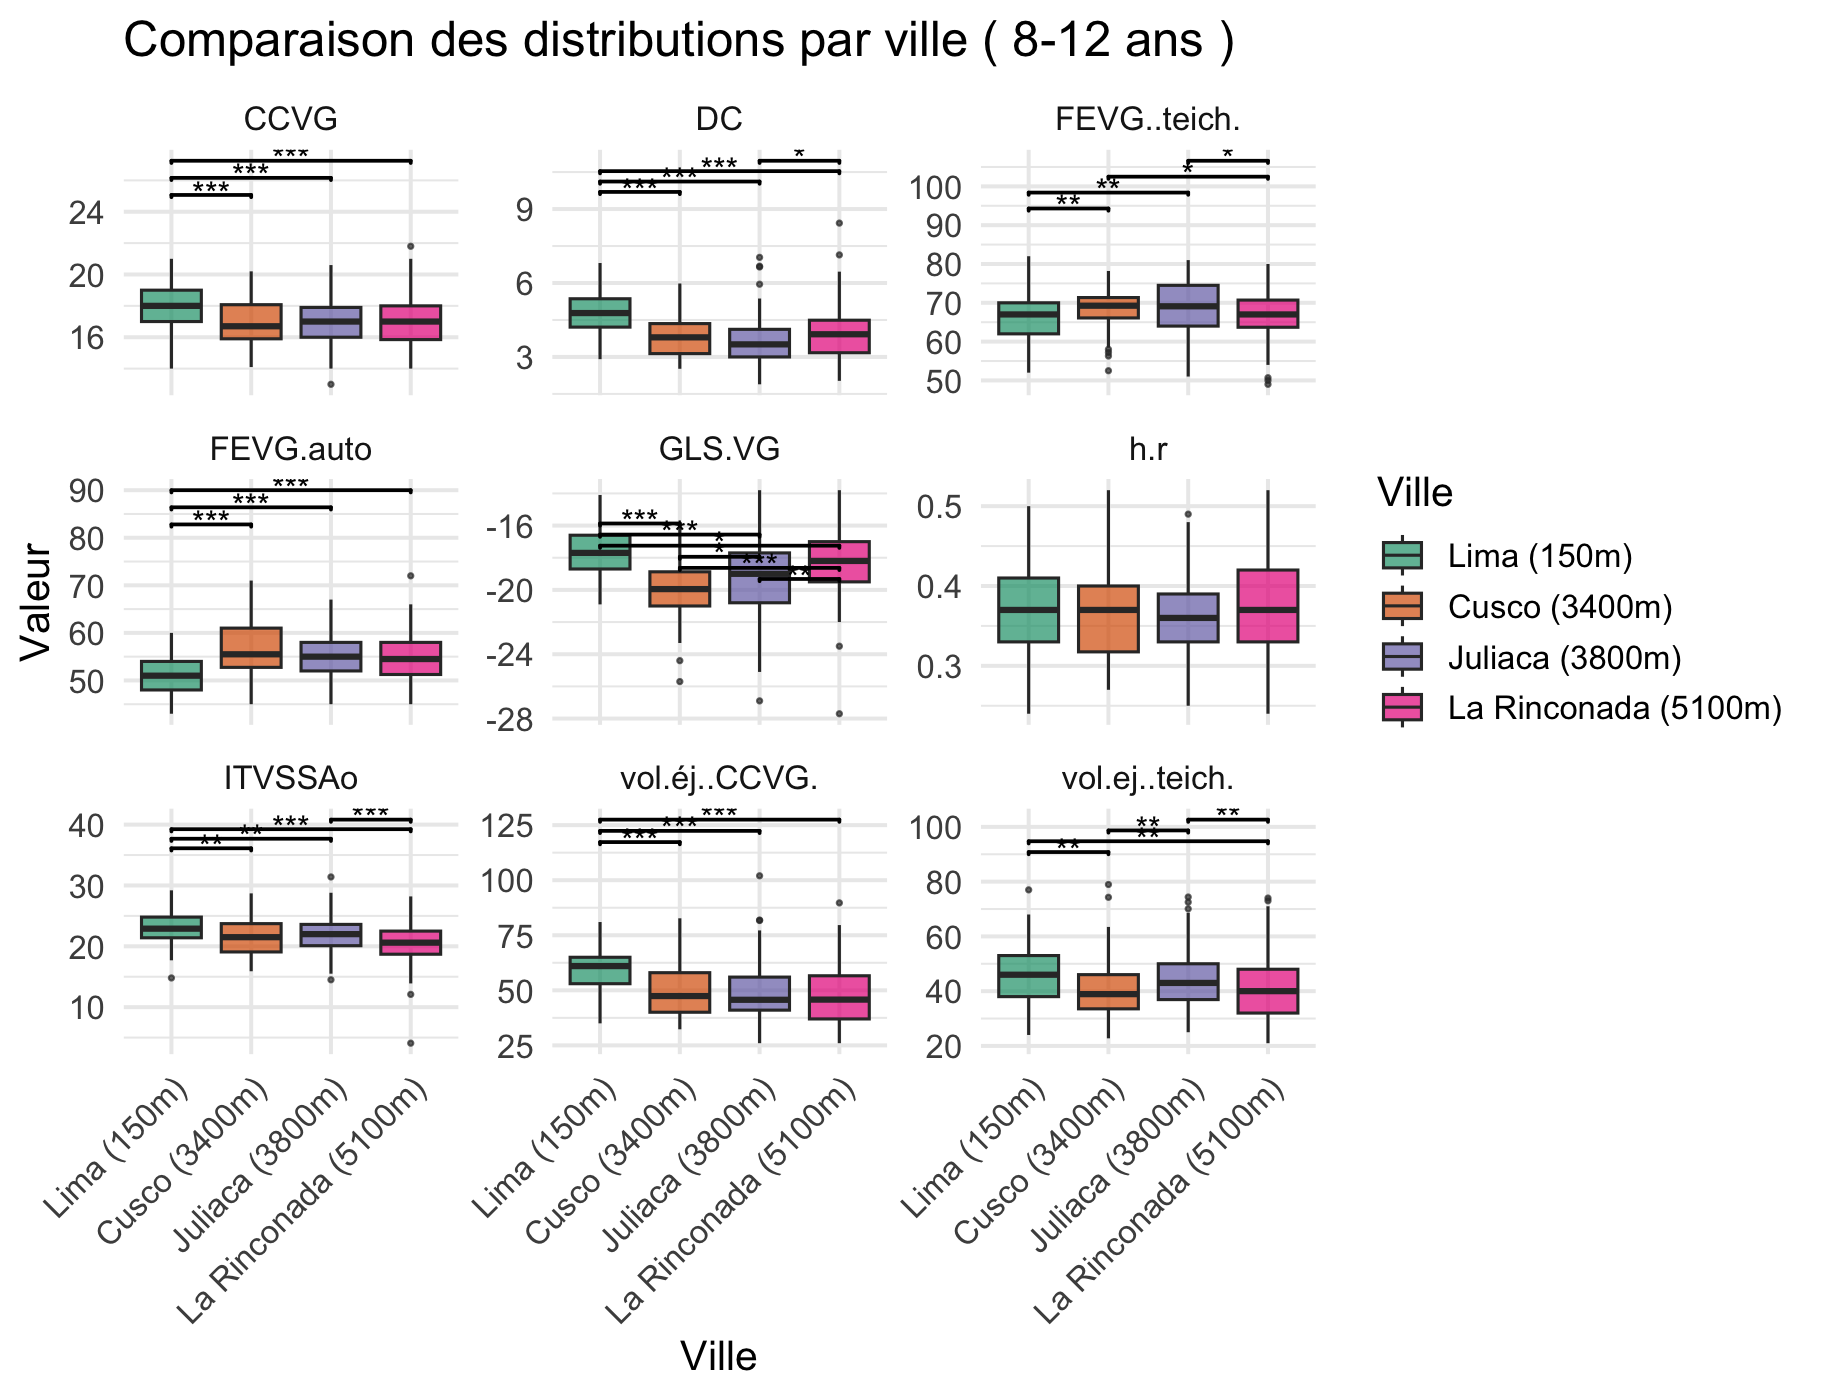 Comparaison des distributions par ville ( 8-12 ans )
CCVG
DC
FEVG..teich.
***
***
***
24
20
16
*
***
***
***
9
6
3
*
*
**
**
100
90
80
70
60
50
FEVG.auto
GLS.VG
h.r
***
***
***
90
80
70
60
50
***
***
*
*
***
**
-16
-20
-24
-28
0.5
0.4
0.3
ITVSSAo
vol.éj..CCVG.
vol.ej..teich.
***
***
**
**
40
30
20
10
***
***
***
125
100
75
50
25
**
**
**
**
100
80
60
40
20
Valeur
Lima (150m)
Cusco (3400m)
Juliaca (3800m)
La Rinconada (5100m)
Lima (150m)
Cusco (3400m)
Juliaca (3800m)
La Rinconada (5100m)
Lima (150m)
Cusco (3400m)
Juliaca (3800m)
La Rinconada (5100m)
Ville
Ville
Lima (150m)
Cusco (3400m)
Juliaca (3800m)
La Rinconada (5100m)